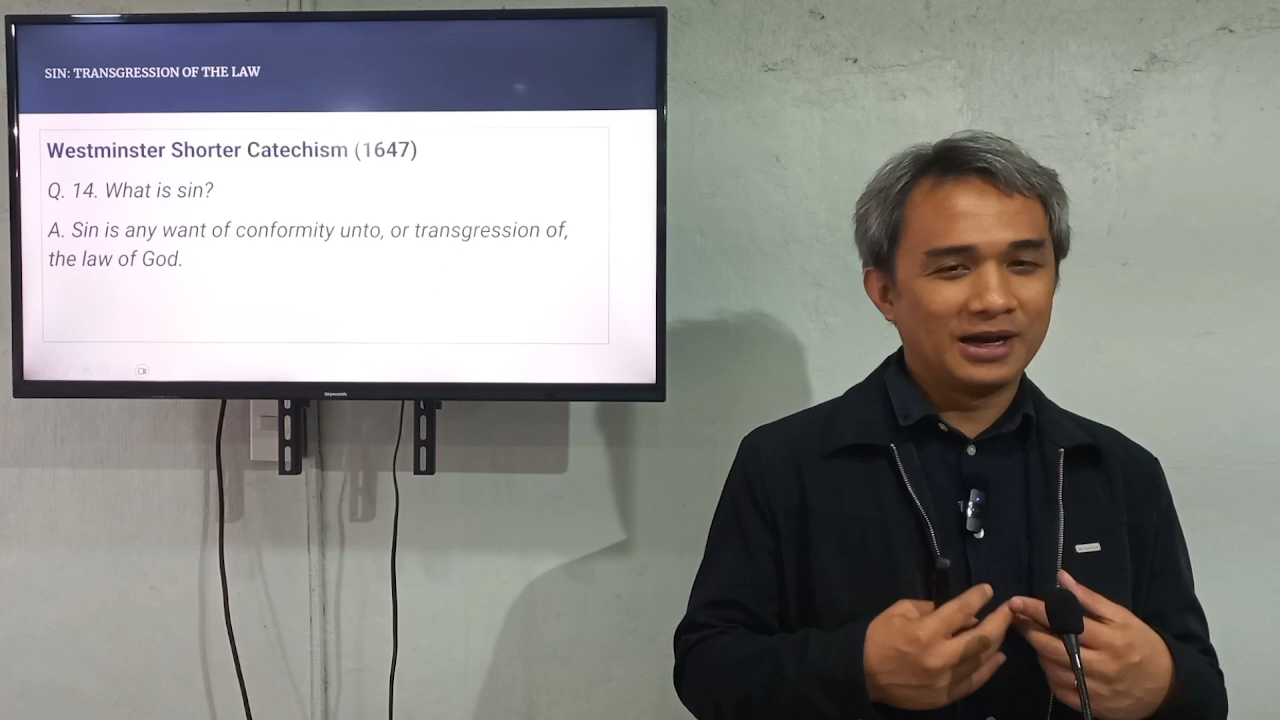 SIN: TRANSGRESSION OF THE LAW
Westminster Shorter Catechism (1647)
Q. 14. What is sin?
A. Sin is any want of conformity unto, or transgression of,
the law of God.
Skyworth